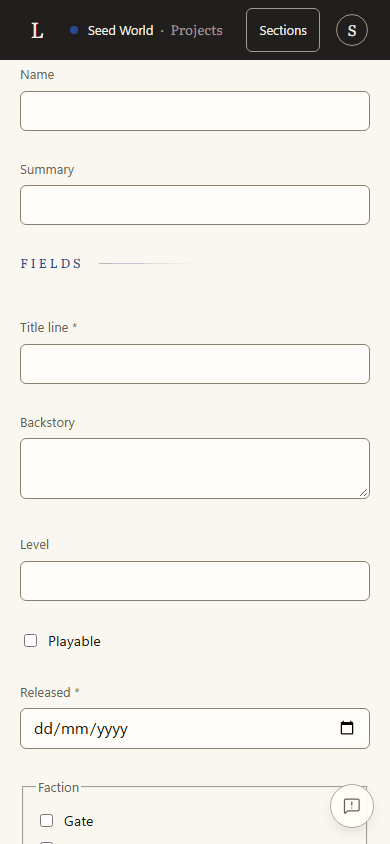 L Seed World · Projects Sections S
Name
Summary
FIELDS
Title line *
Backstory
Level
Playable
Released *
dd/mm/yyyy
Faction
Gate